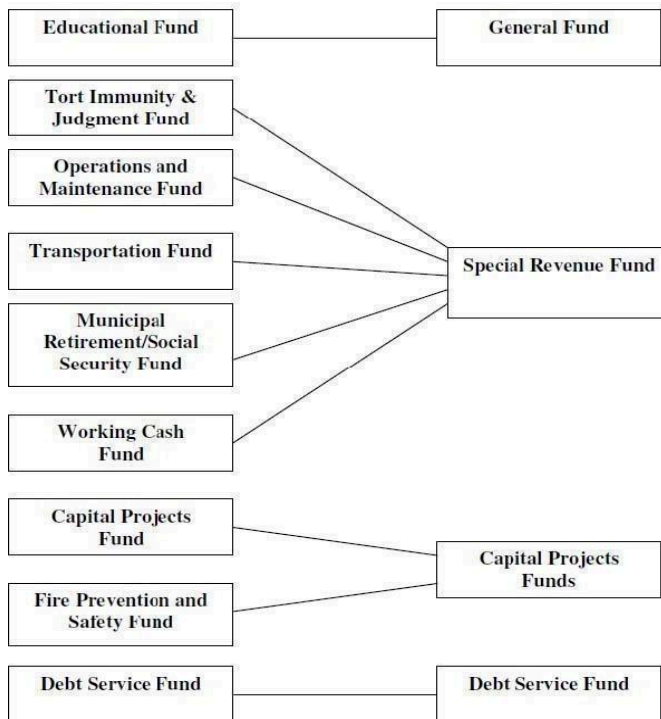 Educational Fund
General Fund
Tort Immunity &
Judgment Fund
Operations and
Maintenance Fund
Transportation Fund
Special Revenue Fund
Municipal
Retirement/Social
Security Fund
Working Cash
Fund
Capital Projects
Fund
Capital Projects
Funds
Fire Prevention and
Safety Fund
Debt Service Fund
Debt Service Fund